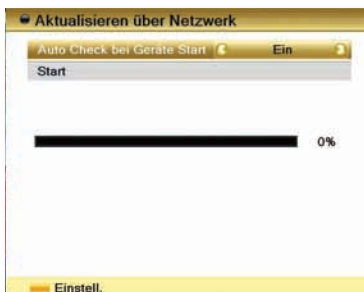 Aktualisieren über Netzwerk
Auto Check bei Geräte Start Ein
Start
0%
Einstell.